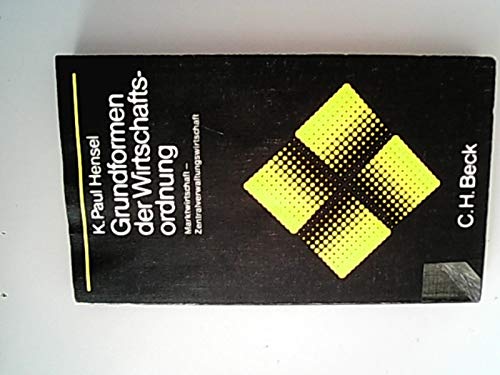 K. Paul Hensel
Grundformen
der Wirtschafts-
ordnung
Marktwirtschaft –
Zentralverwaltungswirtschaft
C.H.Beck